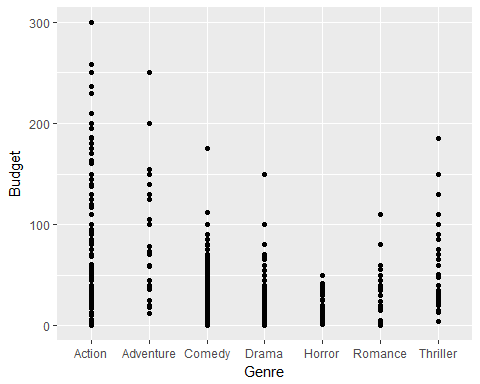 300
200
100
0
Budget
Action Adventure Comedy Drama Horror Romance Thriller
Genre